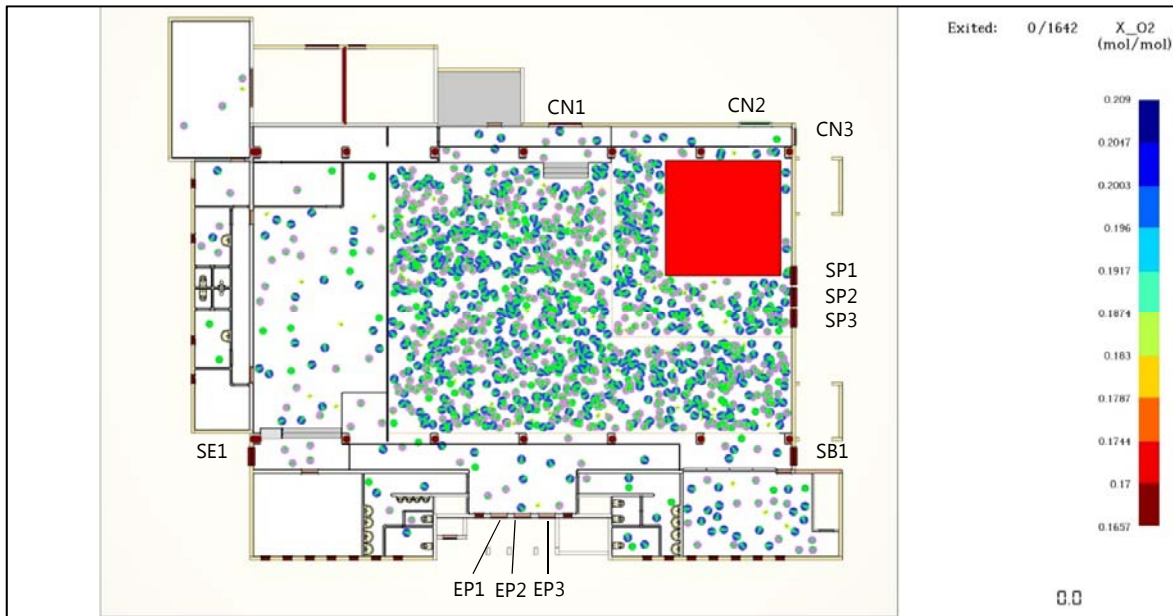 Exited: 0/1642 X_O2
(mol/mol)
CN1
CN2
CN3
0.209
0.2047
0.2003
0.196
0.1917
0.1874
0.183
0.1787
0.1744
0.17
0.1657
SP1
SP2
SP3
SE1
SB1
EP1 EP2 EP3
0.0